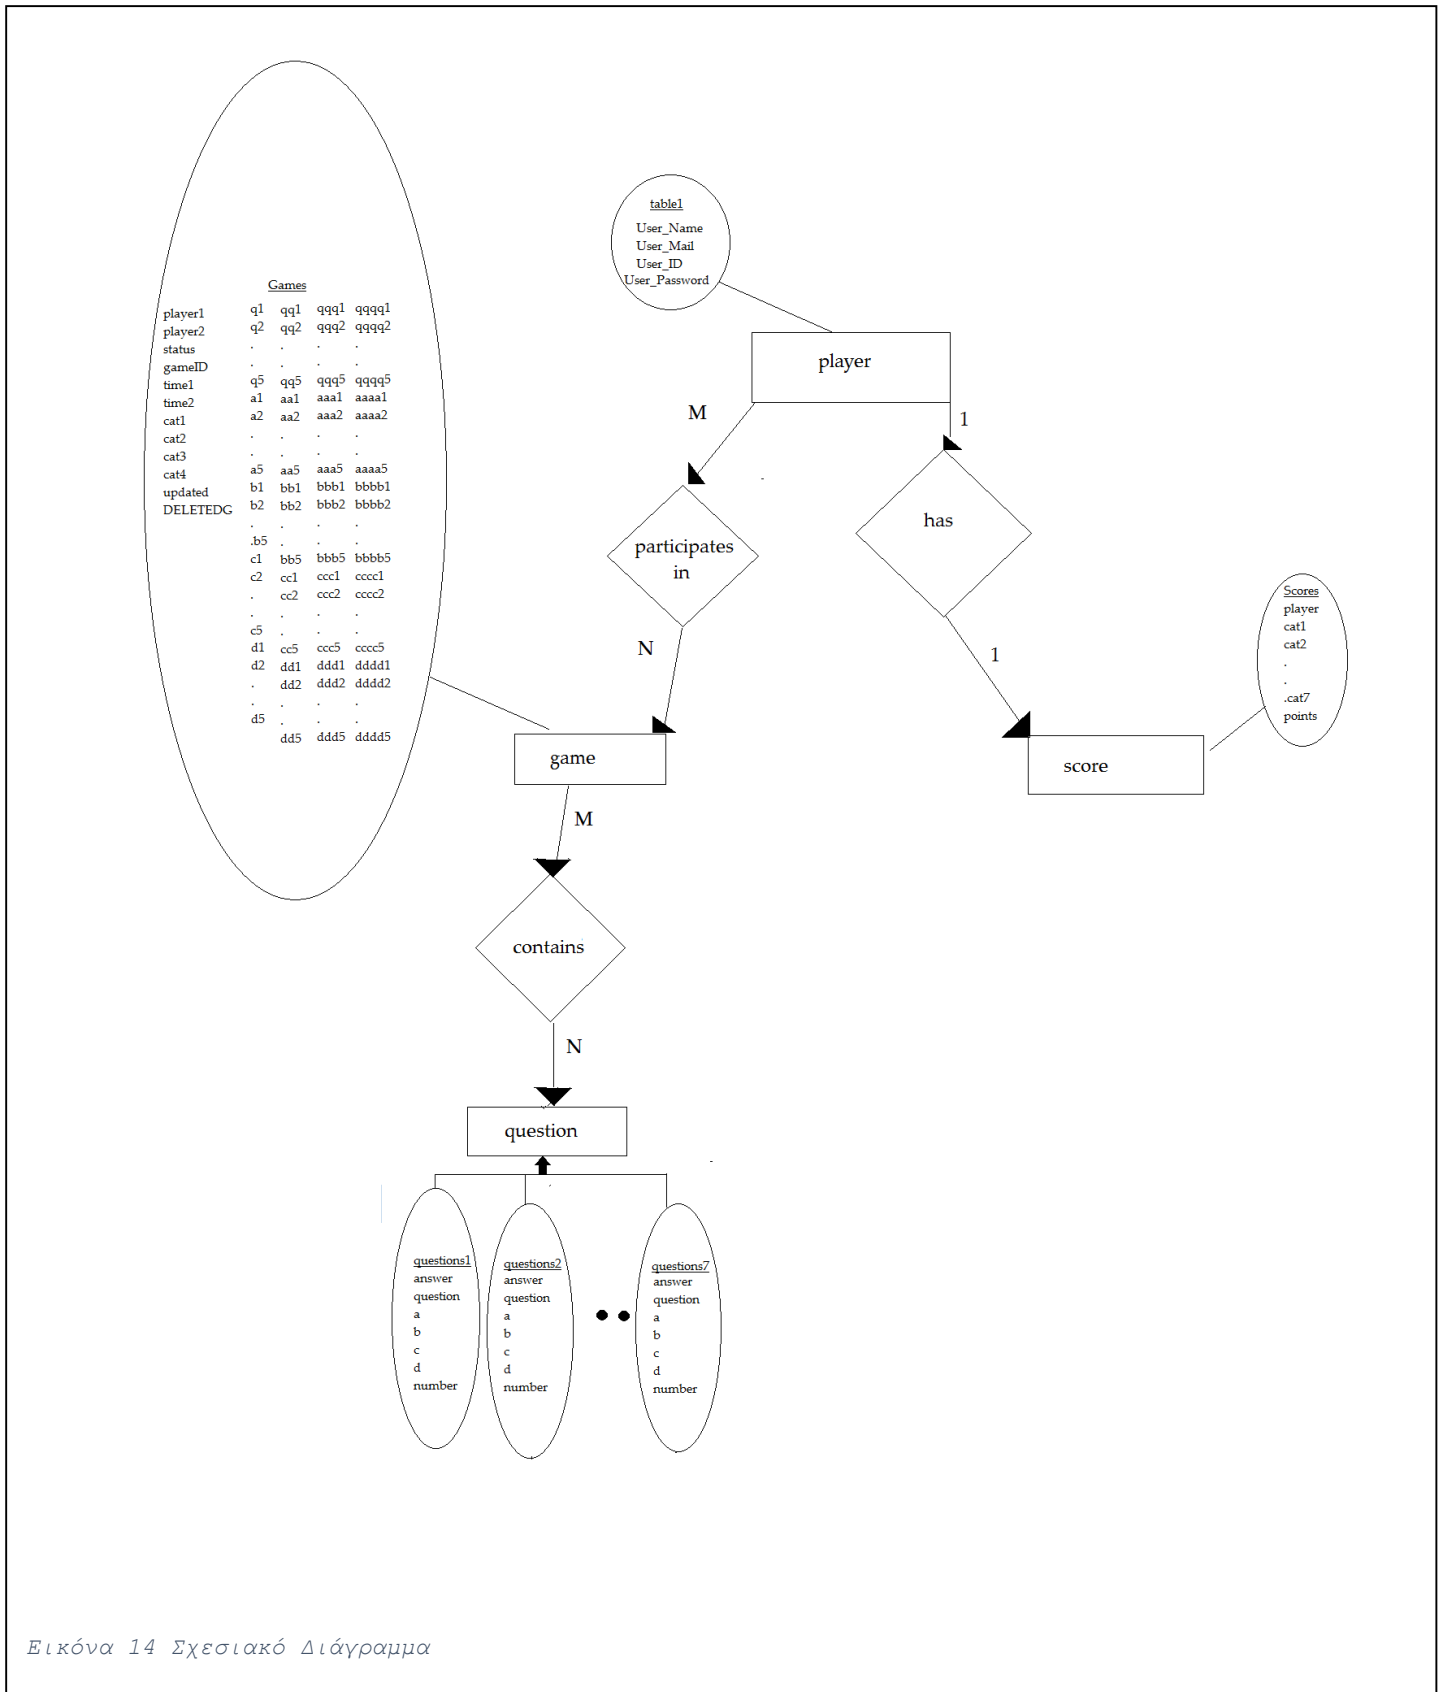 table1
User_Name
User_Mail
User_ID
User_Password
Games
player1
player2
status
gameID
time1
time2
cat1
cat2
cat3
cat4
updated
DELETEDG
q1 qq1 qqq1 qqqq1
q2 qq2 qqq2 qqqq2
. . . .
. . . .
q5 qq5 qqq5 qqqq5
a1 aa1 aaa1 aaaa1
a2 aa2 aaa2 aaaa2
. . . .
. . . .
a5 aa5 aaa5 aaaa5
b1 bb1 bbb1 bbbb1
b2 bb2 bbb2 bbbb2
. . . .
.b5 . . .
c1 bb5 bbb5 bbbb5
c2 cc1 ccc1 cccc1
. cc2 ccc2 cccc2
. . . .
c5 . . .
d1 cc5 ccc5 cccc5
d2 dd1 ddd1 dddd1
. dd2 ddd2 dddd2
. . . .
d5 . . .
dd5 ddd5 dddd5
player
M
1
has
participates
in
N
1
Scores
player
cat1
cat2
.
.
.cat7
points
game
score
M
contains
N
question
questions1
answer
question
a
b
c
d
number
questions2
answer
question
a
b
c
d
number
questions7
answer
question
a
b
c
d
number
Εικόνα 14 Σχεσιακό Διάγραμμα